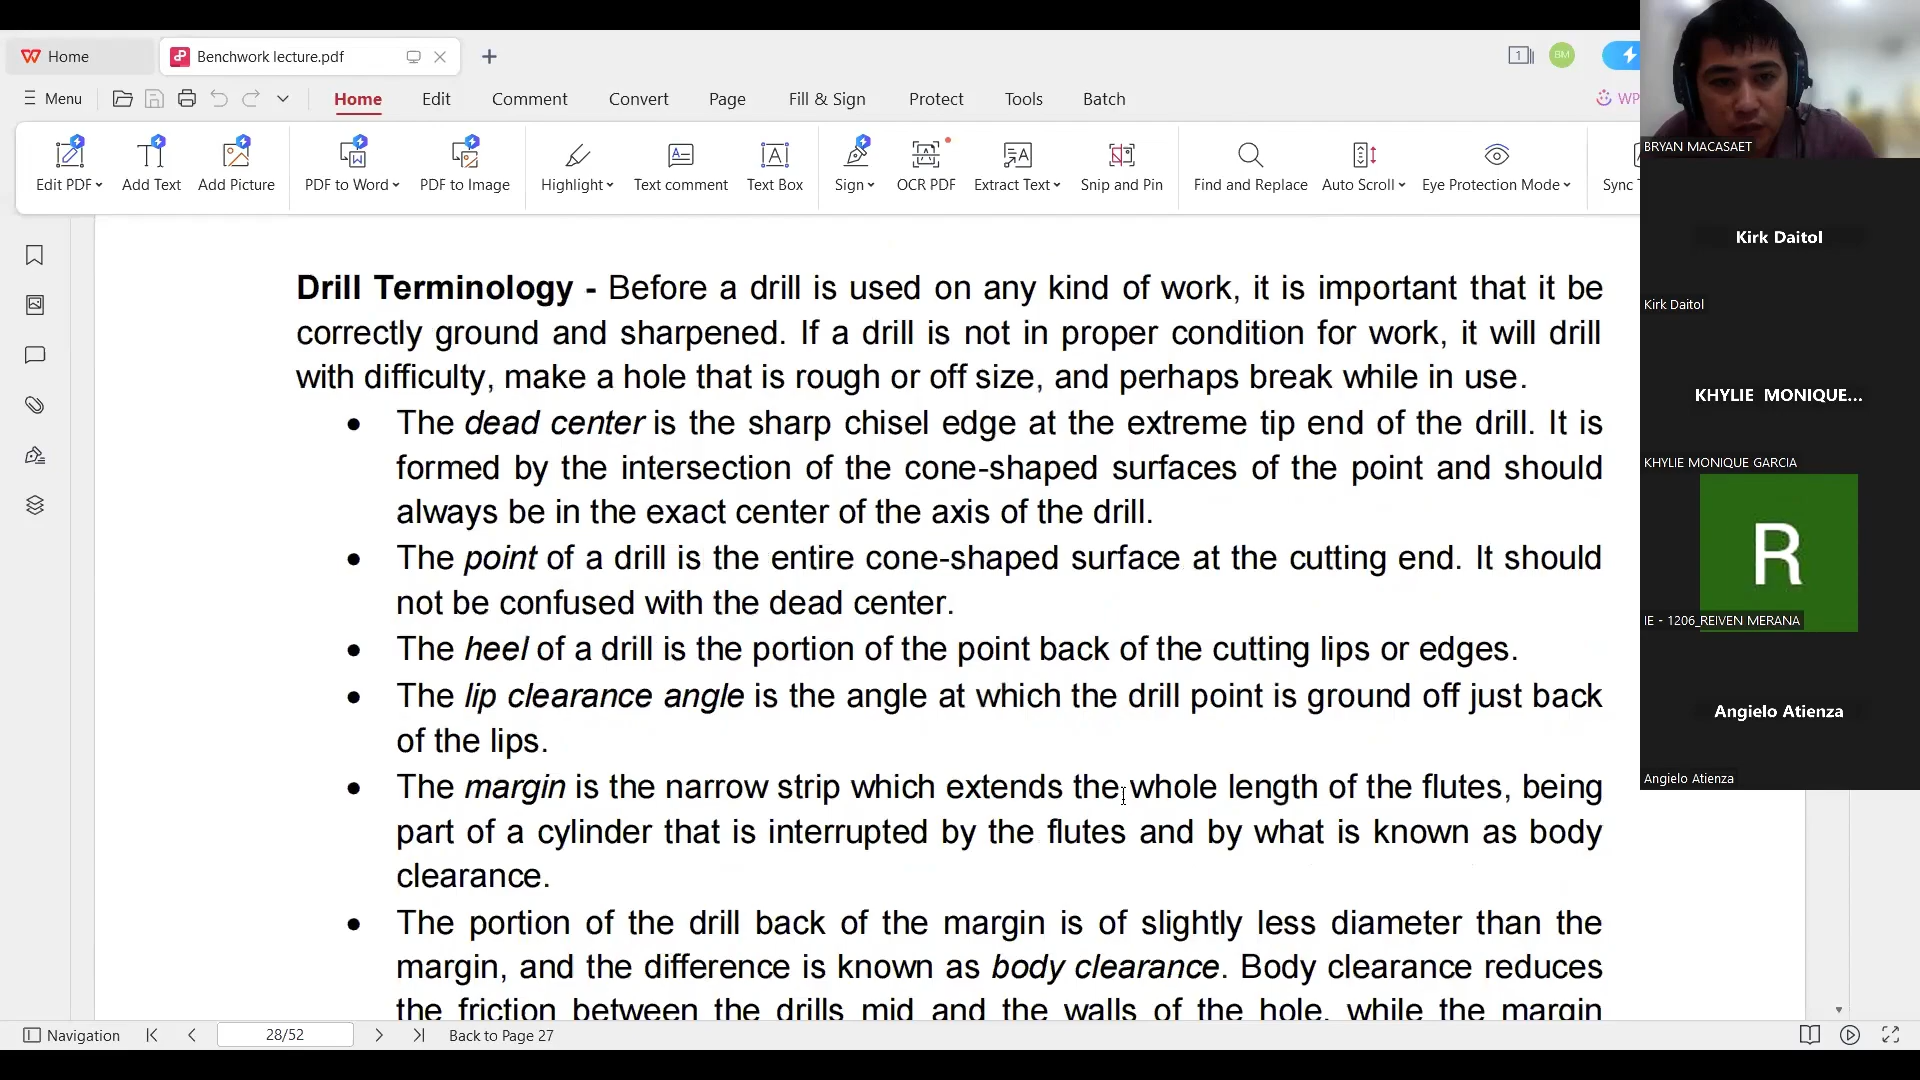 Home
Benchwork lecture.pdf
1
BM
Menu
Home
Edit
Comment
Convert
Page
Fill & Sign
Protect
Tools
Batch
WP
Edit PDF
Add Text
Add Picture
PDF to Word
PDF to Image
Highlight
Text comment
Text Box
Sign
OCR PDF
Extract Text
Snip and Pin
Find and Replace
Auto Scroll
Eye Protection Mode
Sync
Drill Terminology - Before a drill is used on any kind of work, it is important that it be
correctly ground and sharpened. If a drill is not in proper condition for work, it will drill
with difficulty, make a hole that is rough or off size, and perhaps break while in use.
• The dead center is the sharp chisel edge at the extreme tip end of the drill. It is
formed by the intersection of the cone-shaped surfaces of the point and should
always be in the exact center of the axis of the drill.
• The point of a drill is the entire cone-shaped surface at the cutting end. It should
not be confused with the dead center.
• The heel of a drill is the portion of the point back of the cutting lips or edges.
• The lip clearance angle is the angle at which the drill point is ground off just back
of the lips.
• The margin is the narrow strip which extends the whole length of the flutes, being
part of a cylinder that is interrupted by the flutes and by what is known as body
clearance.
• The portion of the drill back of the margin is of slightly less diameter than the
margin, and the difference is known as body clearance. Body clearance reduces
the friction between the drills mid and the walls of the hole, while the margin
Navigation
28/52
Back to Page 27
BRYAN MACASAET
Kirk Daitol
Kirk Daitol
KHYLIE MONIQUE...
KHYLIE MONIQUE GARCIA
R
IE - 1206_REIVEN MERANA
Angielo Atienza
Angielo Atienza